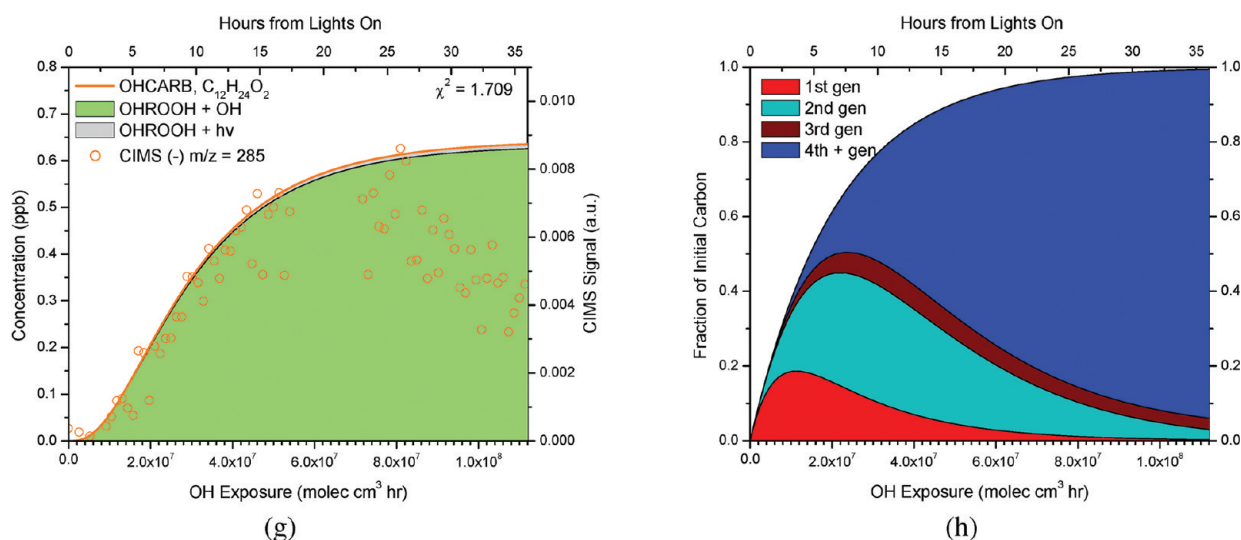 Hours from Lights On
0 5 10 15 20 25 30 35
0.8
0.7
0.6
0.5
0.4
0.3
0.2
0.1
0.0
Concentration (ppb)
OHCARB, C₁₂H₂₄O₂
OHROOH + OH
OHROOH + hv
CIMS (-) m/z = 285
χ² = 1.709
0.010
0.008
0.006
0.004
0.002
0.000
CIMS Signal (a.u.)
0.0 2.0x10⁷ 4.0x10⁷ 6.0x10⁷ 8.0x10⁷ 1.0x10⁸
OH Exposure (molec cm³ hr)
(g)
Hours from Lights On
0 5 10 15 20 25 30 35
1.0
0.8
0.6
0.4
0.2
0.0
Fraction of Initial Carbon
1st gen
2nd gen
3rd gen
4th + gen
1.0
0.8
0.6
0.4
0.2
0.0
0.0 2.0x10⁷ 4.0x10⁷ 6.0x10⁷ 8.0x10⁷ 1.0x10⁸
OH Exposure (molec cm³ hr)
(h)